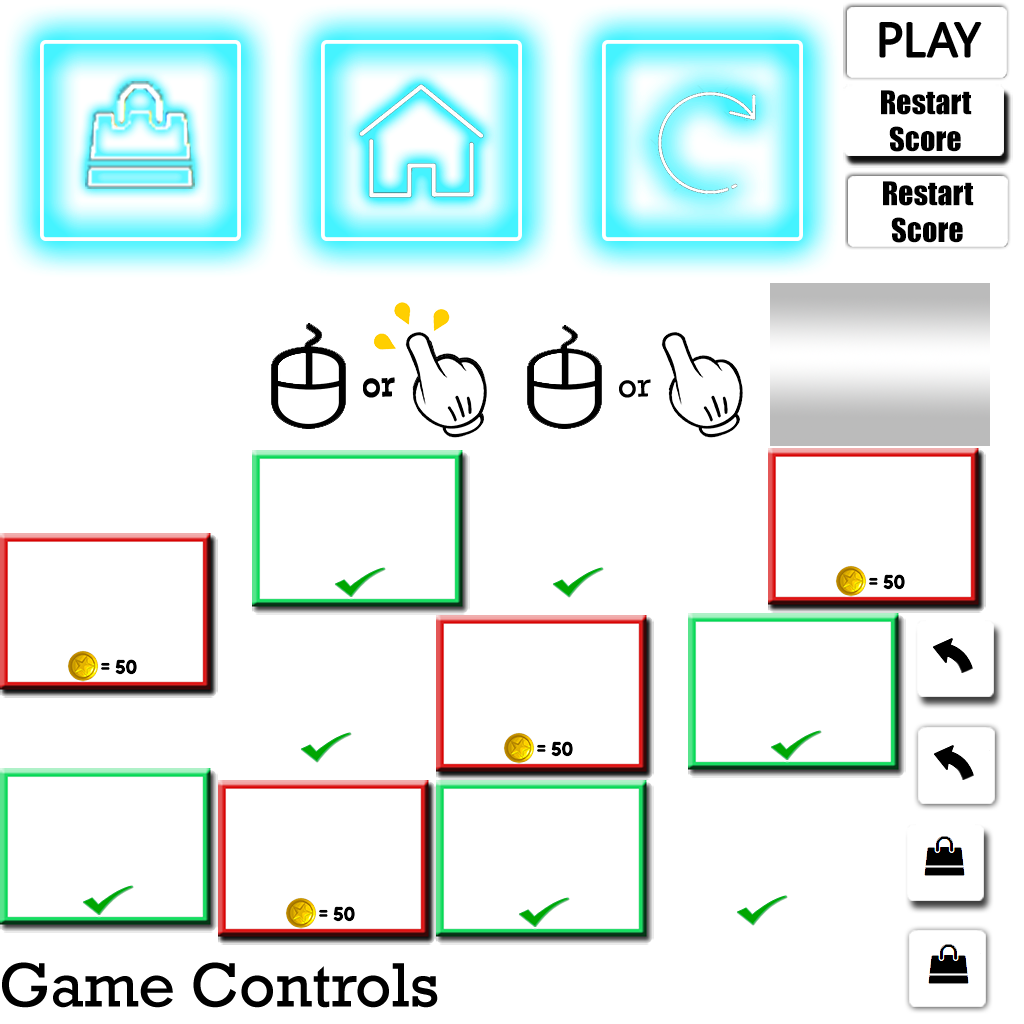 PLAY
Restart
Score
Restart
Score
or
or
= 50
= 50
= 50
= 50
Game Controls